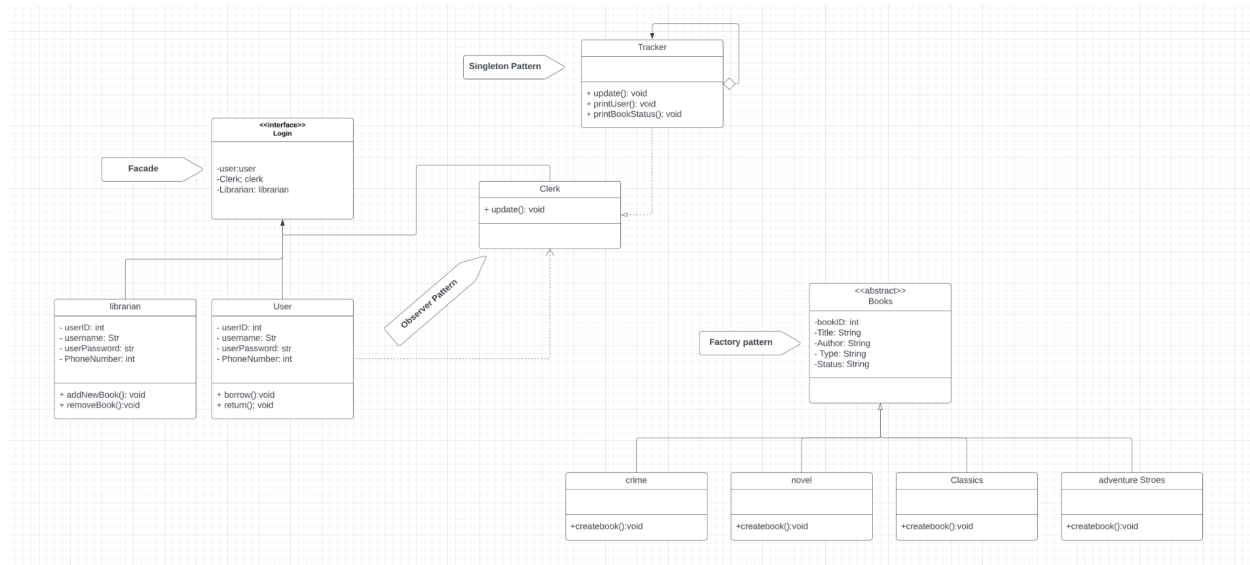 Tracker
Singleton Pattern
+ update(): void
+ printUser(): void
+ printBookStatus(): void
<<interface>>
Login
Facade
-user:user
-Clerk; clerk
-Librarian: librarian
Clerk
+ update(): void
Observer Pattern
librarian
- userID: int
- username: Str
- userPassword: str
- PhoneNumber: int
+ addNewBook(): void
+ removeBook():void
User
- userID: int
- username: Str
- userPassword: str
- PhoneNumber: int
+ borrow():void
+ return(); void
<<abstract>>
Books
Factory pattern
-bookID: int
-Title: String
-Author: String
- Type: String
-Status: String
crime
+createbook():void
novel
+createbook():void
Classics
+createbook():void
adventure Stroes
+createbook():void